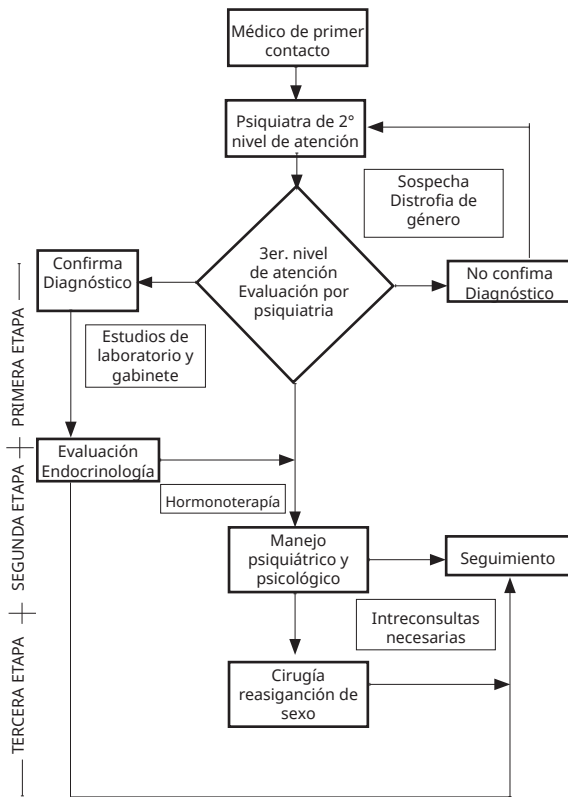 Médico de primer
contacto
Psiquiatra de 2°
nivel de atención
Sospecha
Distrofia de
género
3er. nivel
de atención
Evaluación por
psiquiatria
Confirma
Diagnóstico
No confima
Diagnóstico
Estudios de
laboratorio y
gabinete
PRIMERA ETAPA
Evaluación
Endocrinología
Hormonoterapía
SEGUNDA ETAPA
Manejo
psiquiátrico y
psicológico
Seguimiento
Intreconsultas
necesarias
TERCERA ETAPA
Cirugía
reasigancción de
sexo